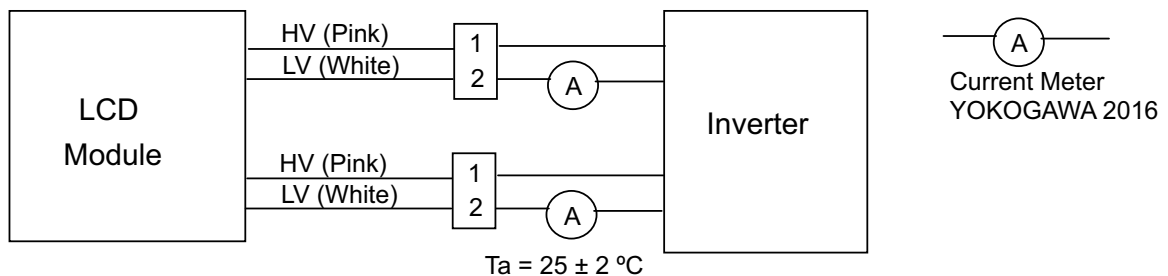 LCD
Module
HV (Pink)
LV (White)
1
2
A
HV (Pink)
LV (White)
1
2
A
Inverter
A
Current Meter
YOKOGAWA 2016
Ta = 25 ± 2 ºC